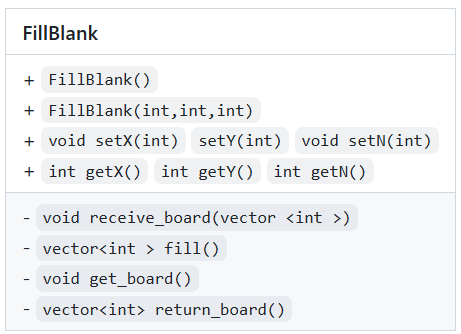 FillBlank
+ FillBlank()
+ FillBlank(int,int,int)
+ void setX(int) setY(int) void setN(int)
+ int getX() int getY() int getN()
- void receive_board(vector <int >)
- vector<int > fill()
- void get_board()
- vector<int> return_board()